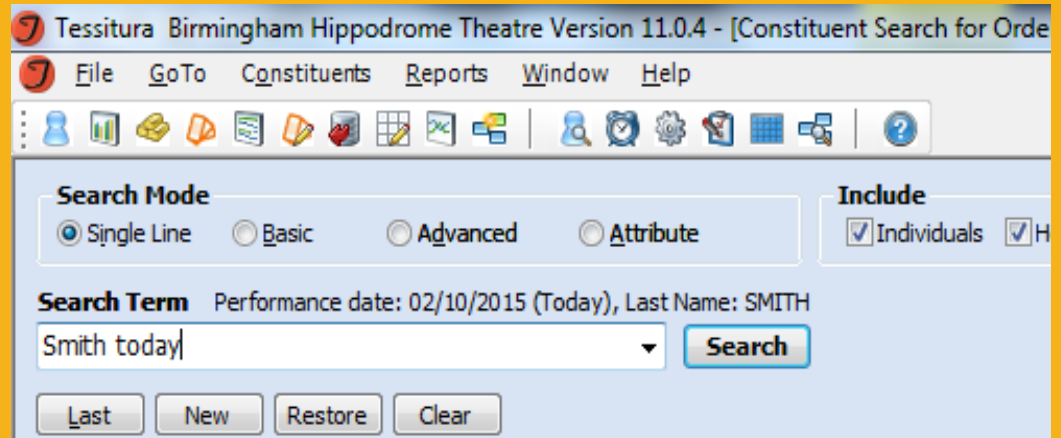 Tessitura Birmingham Hippodrome Theatre Version 11.0.4 - [Constituent Search for Orde
File GoTo Constituents Reports Window Help
Search Mode
Include
Single Line Basic Advanced Attribute
Individuals H
Search Term Performance date: 02/10/2015 (Today), Last Name: SMITH
Smith today
Search
Last New Restore Clear